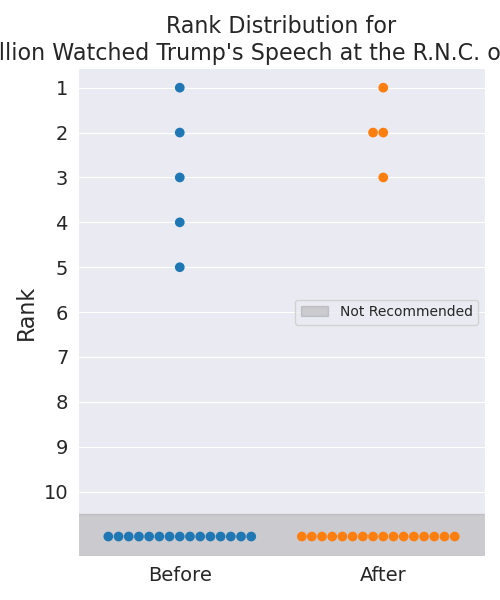 Rank Distribution for
llion Watched Trump's Speech at the R.N.C. o
1
2
3
4
5
6
7
8
9
10
Rank
Not Recommended
Before
After